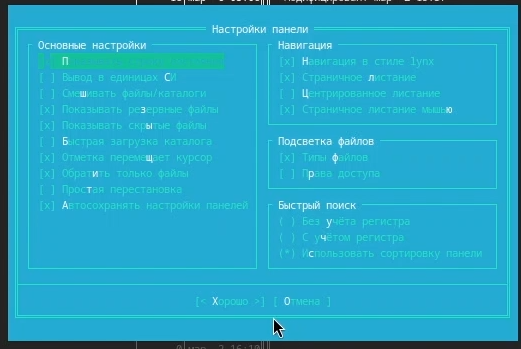 Настройки панели
Основные настройки
П
[ ] Вывод в единицах СИ
[ ] Смешивать файлы/каталоги
[x] Показывать резервные файлы
[x] Показывать скрытые файлы
[ ] Быстрая загрузка каталога
[x] Отметка перемещает курсор
[x] Обратить только файлы
[ ] Простая перестановка
[x] Автосохранять настройки панелей
Навигация
[x] Навигация в стиле lynx
[x] Страничное листание
[ ] Центрированное листание
[x] Страничное листание мышью
Подсветка файлов
[x] Типы файлов
[ ] Права доступа
Быстрый поиск
( ) Без учёта регистра
( ) С учётом регистра
(*) Использовать сортировку панели
[< Хорошо >] [ Отмена ]